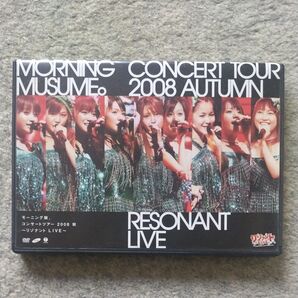 MORNING MUSUME。
CONCERT TOUR 2008 AUTUMN
モーニング娘。
コンサートツアー 2008 秋
～リゾナント LIVE～
RESONANT
LIVE